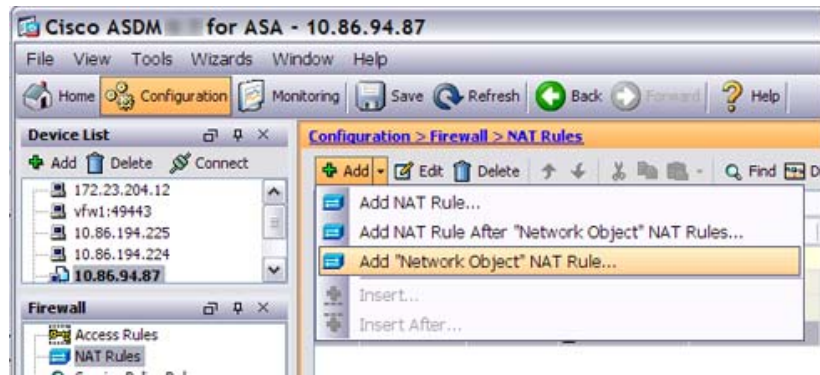 Cisco ASDM for ASA - 10.86.94.87
File View Tools Wizards Window Help
Home Configuration Monitoring Save Refresh Back Forward Help
Device List
Add Delete Connect
172.23.204.12
vfw1:49443
10.86.194.225
10.86.194.224
10.86.94.87
Firewall
Access Rules
NAT Rules
Configuration > Firewall > NAT Rules
Add Edit Delete Find D
Add NAT Rule...
Add NAT Rule After "Network Object" NAT Rules...
Add "Network Object" NAT Rule...
Insert...
Insert After...